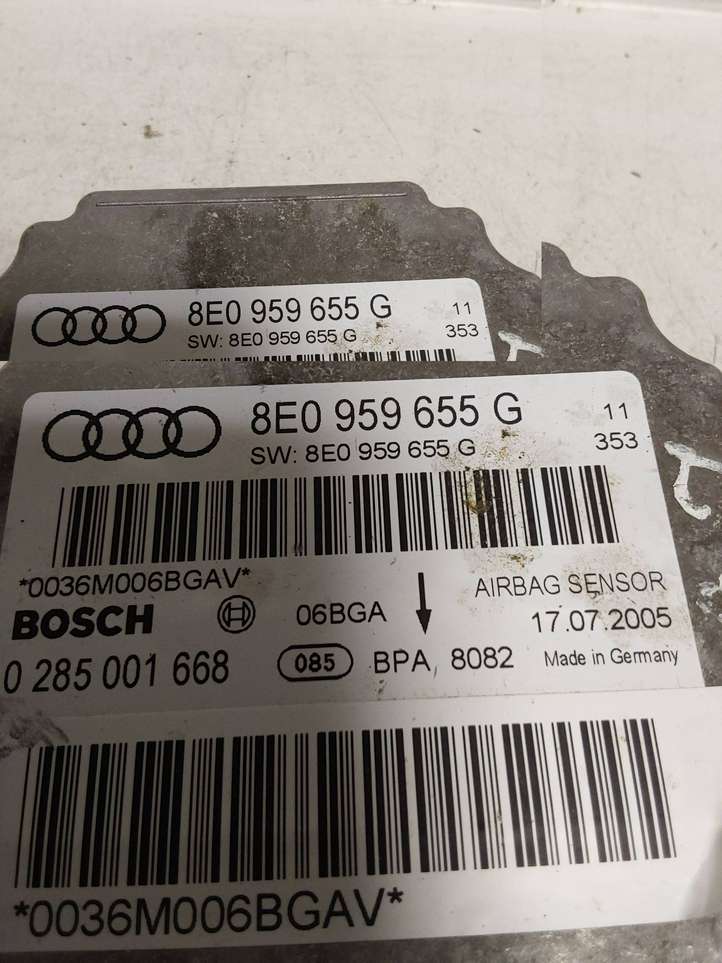 8E0 959 655 G 11
SW: 8E0 959 655 G 353
8E0 959 655 G 11
SW: 8E0 959 655 G 353
*0036M006BGAV* AIRBAG SENSOR
BOSCH 06BGA 17.07.2005
0 285 001 668 085 BPA 8082 Made in Germany
*0036M006BGAV*